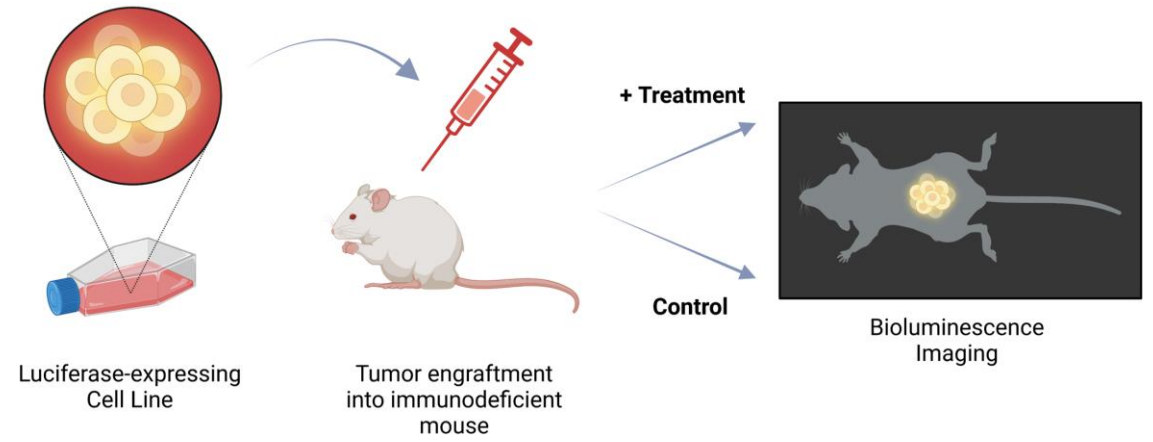 + Treatment
Control
Luciferase-expressing
Cell Line
Tumor engraftment
into immunodeficient
mouse
Bioluminescence
Imaging